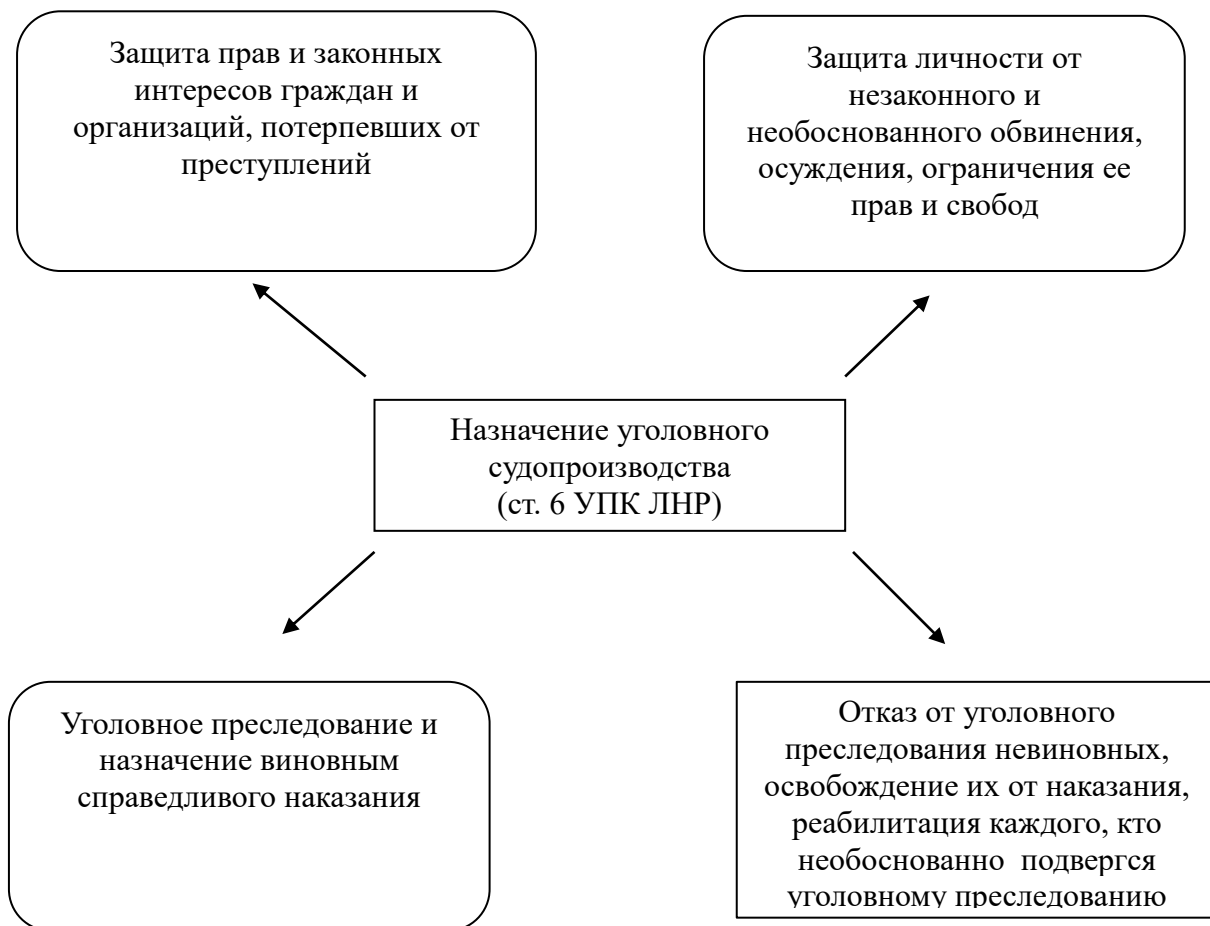 Защита прав и законных
интересов граждан и
организаций, потерпевших от
преступлений
Защита личности от
незаконного и
необоснованного обвинения,
осуждения, ограничения ее
прав и свобод
Назначение уголовного
судопроизводства
(ст. 6 УПК ЛНР)
Уголовное преследование и
назначение виновным
справедливого наказания
Отказ от уголовного
преследования невиновных,
освобождение их от наказания,
реабилитация каждого, кто
необоснованно подвергся
уголовному преследованию